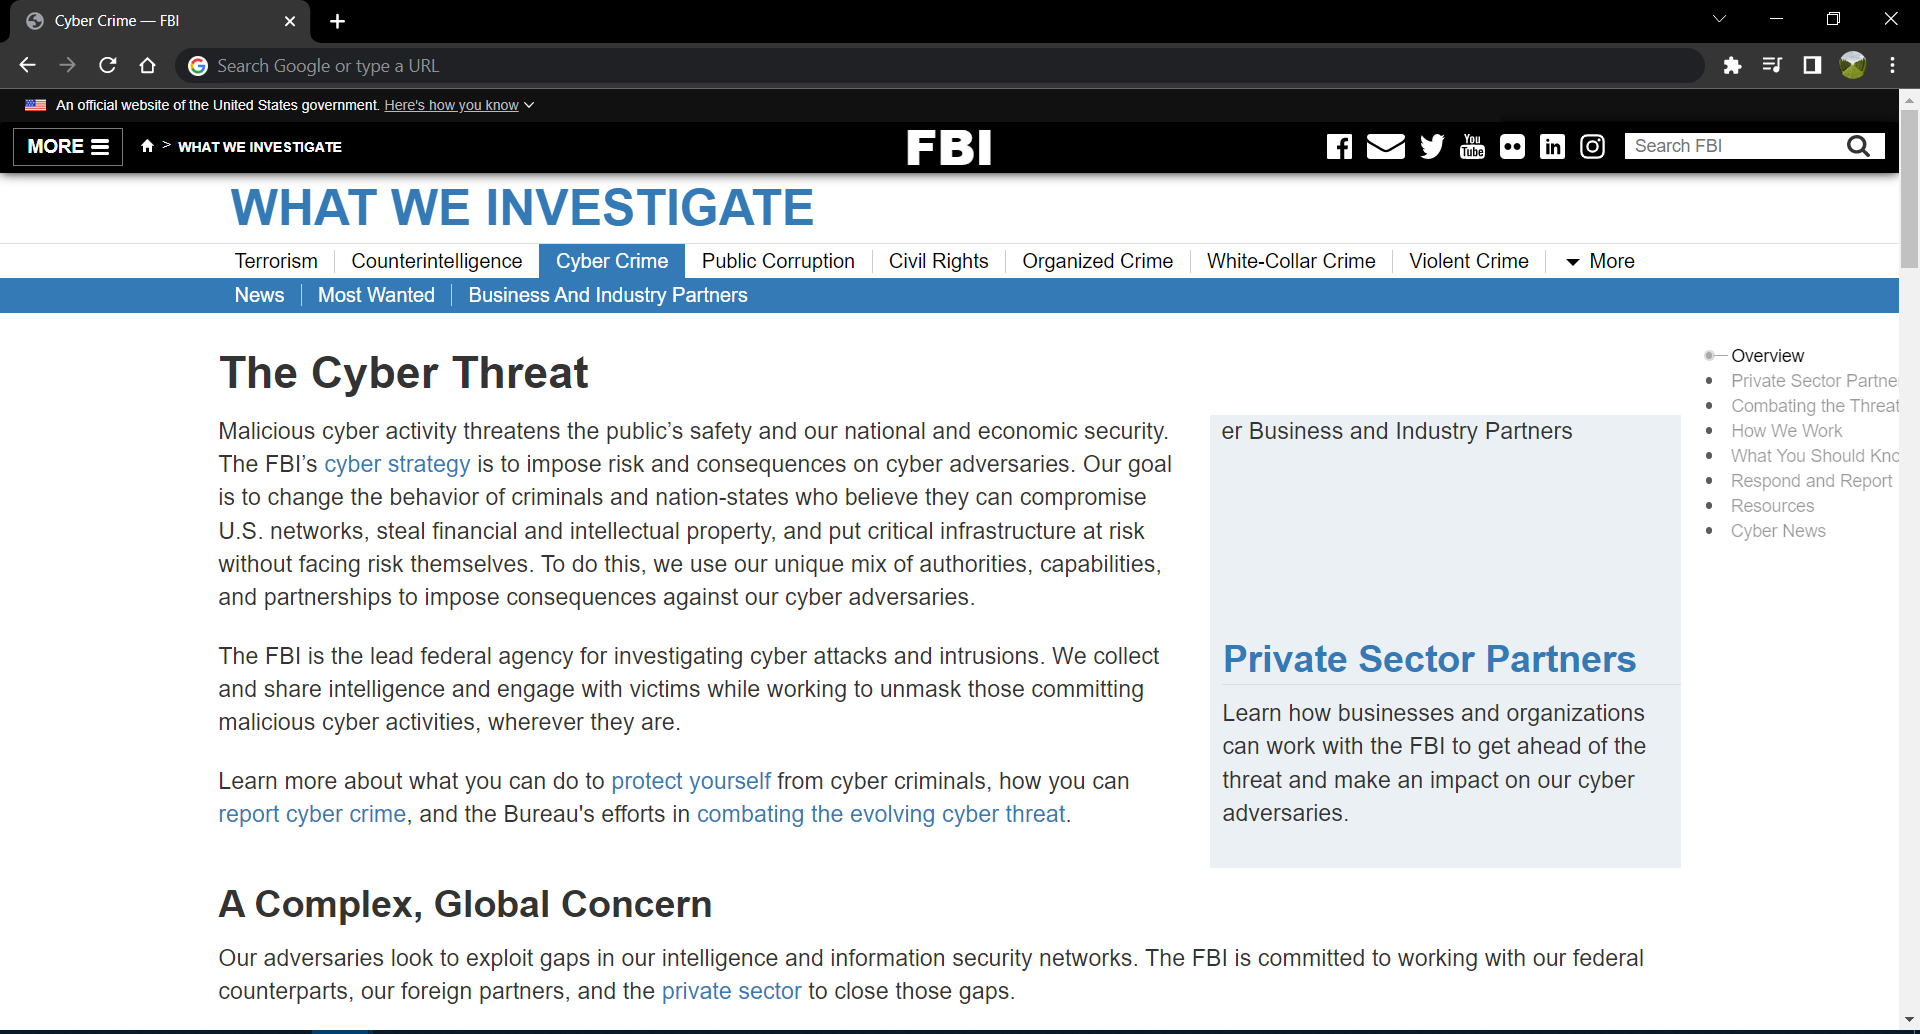 Cyber Crime — FBI
Search Google or type a URL
An official website of the United States government. Here's how you know
MORE
> WHAT WE INVESTIGATE
FBI
You
Tube
in
Search FBI
WHAT WE INVESTIGATE
Terrorism
Counterintelligence
Cyber Crime
Public Corruption
Civil Rights
Organized Crime
White-Collar Crime
Violent Crime
More
News
Most Wanted
Business And Industry Partners
The Cyber Threat
Malicious cyber activity threatens the public’s safety and our national and economic security.
The FBI’s cyber strategy is to impose risk and consequences on cyber adversaries. Our goal
is to change the behavior of criminals and nation-states who believe they can compromise
U.S. networks, steal financial and intellectual property, and put critical infrastructure at risk
without facing risk themselves. To do this, we use our unique mix of authorities, capabilities,
and partnerships to impose consequences against our cyber adversaries.
The FBI is the lead federal agency for investigating cyber attacks and intrusions. We collect
and share intelligence and engage with victims while working to unmask those committing
malicious cyber activities, wherever they are.
Learn more about what you can do to protect yourself from cyber criminals, how you can
report cyber crime, and the Bureau's efforts in combating the evolving cyber threat.
er Business and Industry Partners
Private Sector Partners
Learn how businesses and organizations
can work with the FBI to get ahead of the
threat and make an impact on our cyber
adversaries.
Overview
Private Sector Partne
Combating the Threat
How We Work
What You Should Kno
Respond and Report
Resources
Cyber News
A Complex, Global Concern
Our adversaries look to exploit gaps in our intelligence and information security networks. The FBI is committed to working with our federal
counterparts, our foreign partners, and the private sector to close those gaps.